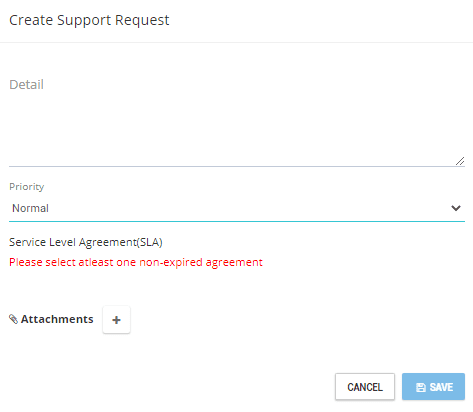 Create Support Request
Detail
Priority
Normal
Service Level Agreement(SLA)
Please select atleast one non-expired agreement
Attachments +
CANCEL SAVE